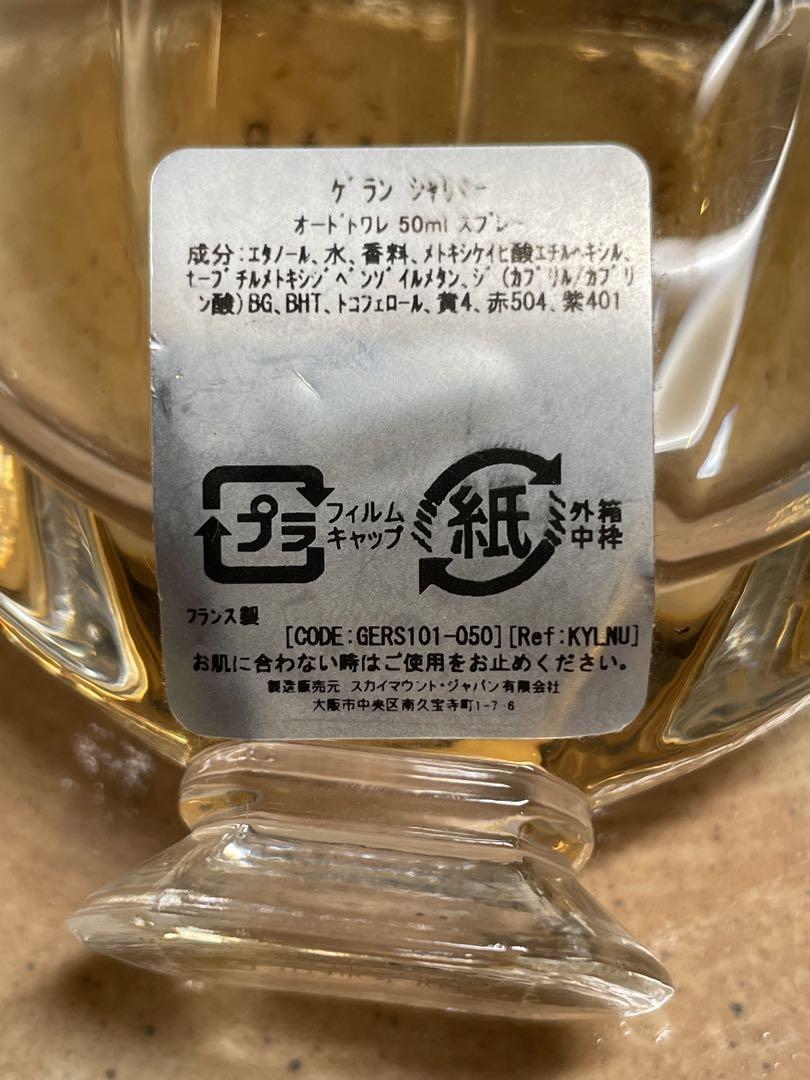 ゲラン シャリマー
オードトワレ 50ml スプレー
成分:エタノール、水、香料、メトキシケイヒ酸エチルヘキシル、
t-ブチルメトキシジベンゾイルメタン、ジ(カプリル/カプリ
ン酸)BG、BHT、トコフェロール、黄4、赤504、紫401
プラ フィルム
キャップ
紙 外箱
中枠
フランス製
[CODE:GERS101-050][Ref:KYLNU]
お肌に合わない時はご使用をお止めください。
製造販売元 スカイマウント・ジャパン有限会社
大阪市中央区南久宝寺町1-7-6